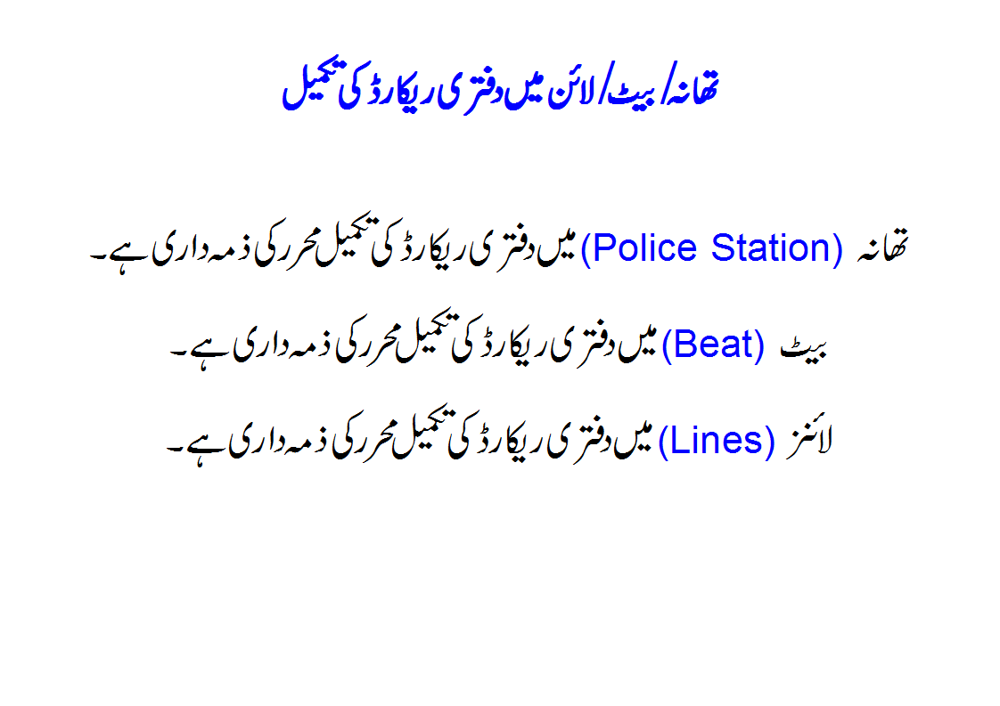 تھانہ/ بیٹ/ لائن میں دفتری ریکارڈ کی تکمیل
تھانہ (Police Station) میں دفتری ریکارڈ کی تکمیل محرر کی ذمہ داری ہے۔
بیٹ (Beat) میں دفتری ریکارڈ کی تکمیل محرر کی ذمہ داری ہے۔
لائنز (Lines) میں دفتری ریکارڈ کی تکمیل محرر کی ذمہ داری ہے۔